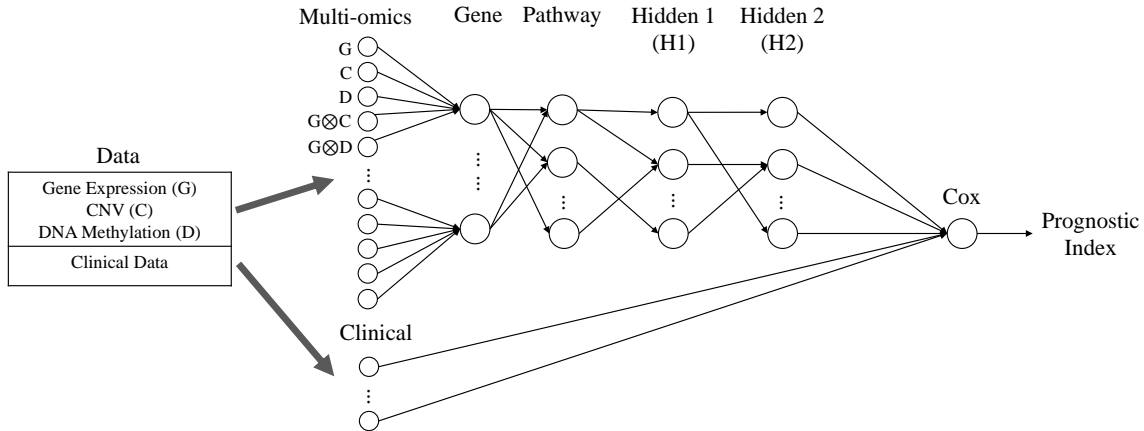 Multi-omics
Gene
Pathway
Hidden 1
(H1)
Hidden 2
(H2)
G
C
D
G⊗C
G⊗D
Data
Gene Expression (G)
CNV (C)
DNA Methylation (D)
Clinical Data
Clinical
Cox
Prognostic
Index